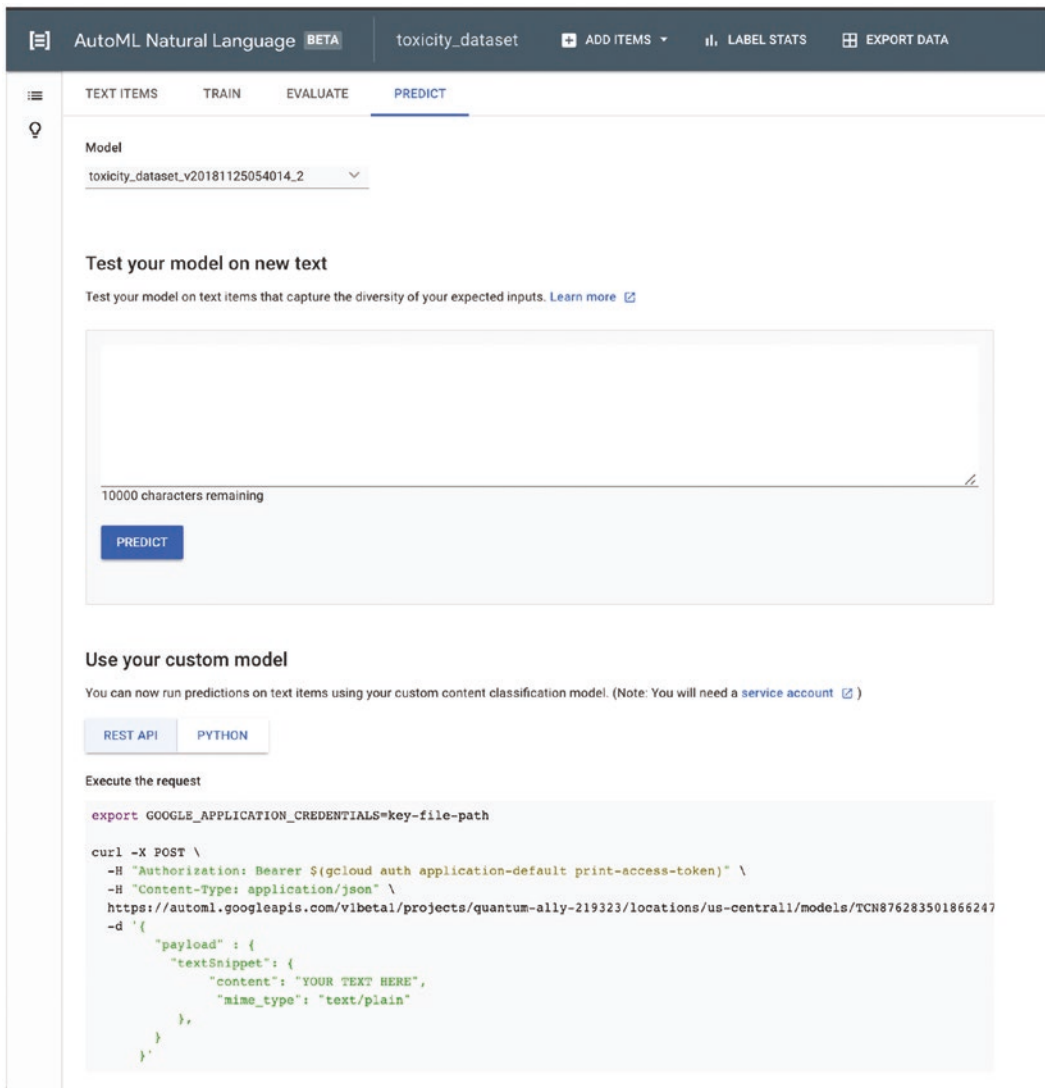 AutoML Natural Language BETA toxicity_dataset ADD ITEMS LABEL STATS EXPORT DATA
TEXT ITEMS TRAIN EVALUATE PREDICT
Model
toxicity_dataset_v20181125054014_2
Test your model on new text
Test your model on text items that capture the diversity of your expected inputs. Learn more
10000 characters remaining
PREDICT
Use your custom model
You can now run predictions on text items using your custom content classification model. (Note: You will need a service account )
REST API PYTHON
Execute the request
export GOOGLE_APPLICATION_CREDENTIALS=key-file-path
curl -X POST \
-H "Authorization: Bearer $(gcloud auth application-default print-access-token)" \
-H "Content-Type: application/json" \
https://automl.googleapis.com/v1beta1/projects/quantum-ally-219323/locations/us-central1/models/TCN876283501866247
-d '{
"payload" : {
"textSnippet": {
"content": "YOUR TEXT HERE",
"mime_type": "text/plain"
},
}
}'